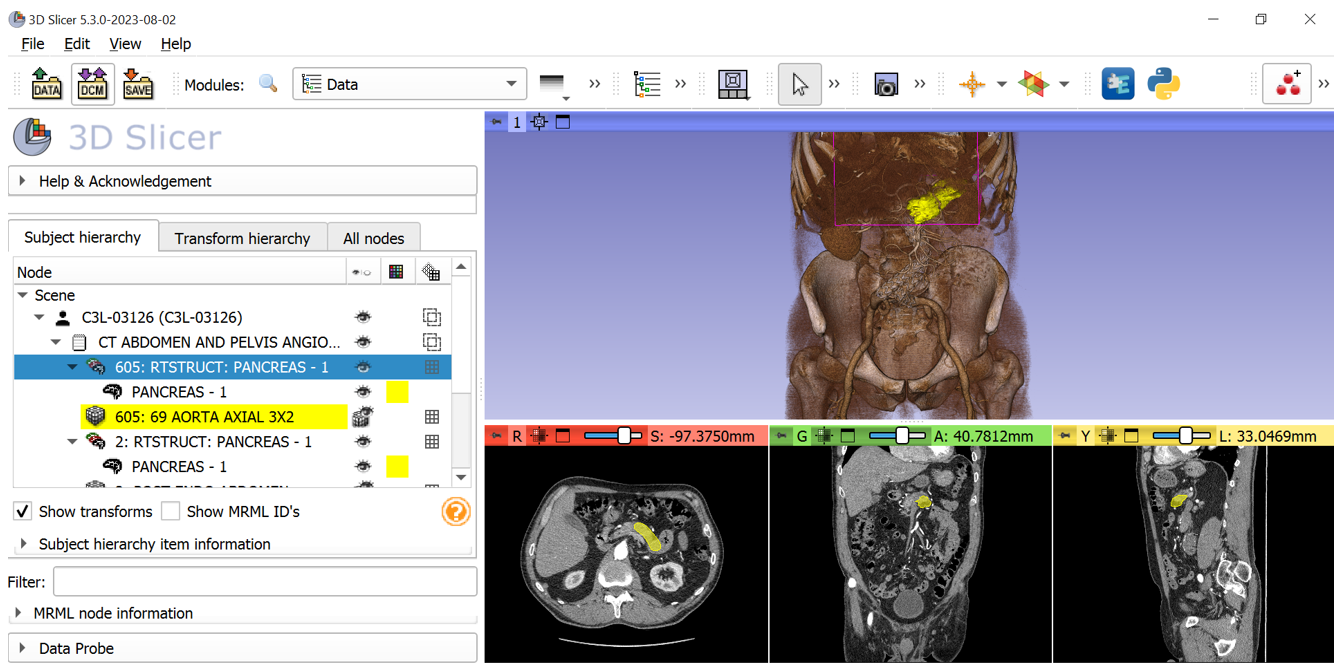 3D Slicer 5.3.0-2023-08-02
File Edit View Help
DATA DCM SAVE Modules: Data
3D Slicer
Help & Acknowledgement
Subject hierarchy Transform hierarchy All nodes
Node
Scene
C3L-03126 (C3L-03126)
CT ABDOMEN AND PELVIS ANGIO...
605: RTSTRUCT: PANCREAS - 1
PANCREAS - 1
605: 69 AORTA AXIAL 3X2
2: RTSTRUCT: PANCREAS - 1
PANCREAS - 1
Show transforms Show MRML ID's
Subject hierarchy item information
Filter:
MRML node information
Data Probe
1
R S: -97.3750mm
G A: 40.7812mm
Y L: 33.0469mm